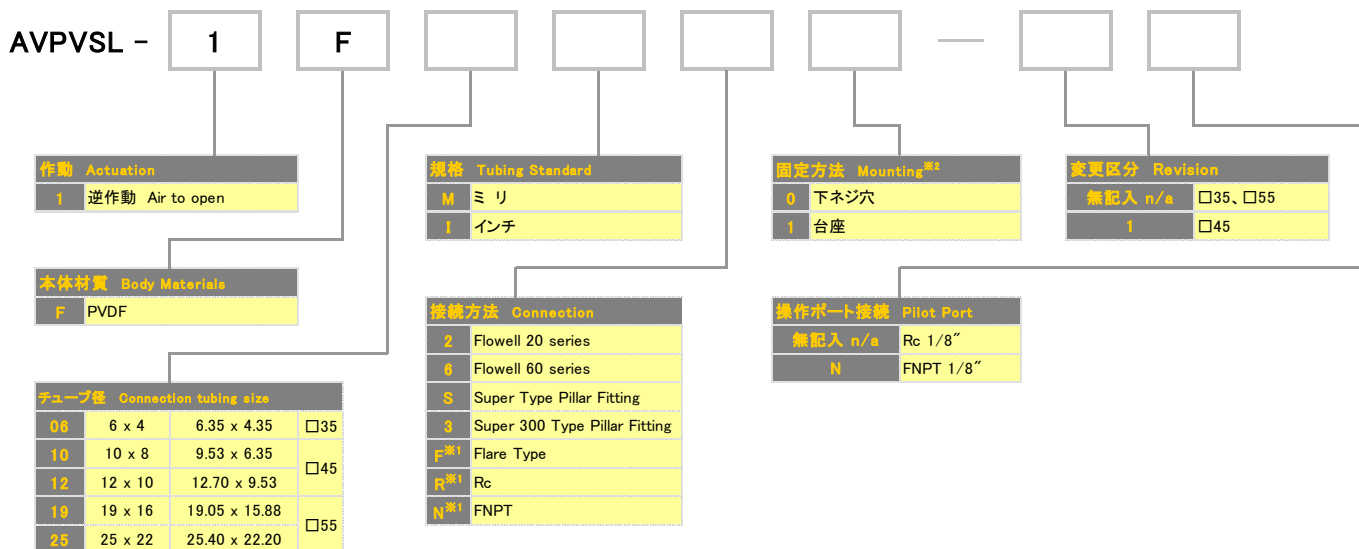 AVPVSL - 1 F —
作動 Actuation
1 逆作動 Air to open
本体材質 Body Materials
F PVDF
チューブ径 Connection tubing size
06 6 x 4 6.35 x 4.35 □35
10 10 x 8 9.53 x 6.35 □45
12 12 x 10 12.70 x 9.53
19 19 x 16 19.05 x 15.88 □55
25 25 x 22 25.40 x 22.20
規格 Tubing Standard
M ミ リ
I インチ
接続方法 Connection
2 Flowell 20 series
6 Flowell 60 series
S Super Type Pillar Fitting
3 Super 300 Type Pillar Fitting
F※1 Flare Type
R※1 Rc
N※1 FNPT
固定方法 Mounting※2
0 下ネジ穴
1 台座
変更区分 Revision
無記入 n/a □35、□55
1 □45
操作ポート接続 Pilot Port
無記入 n/a Rc 1/8″
N FNPT 1/8″